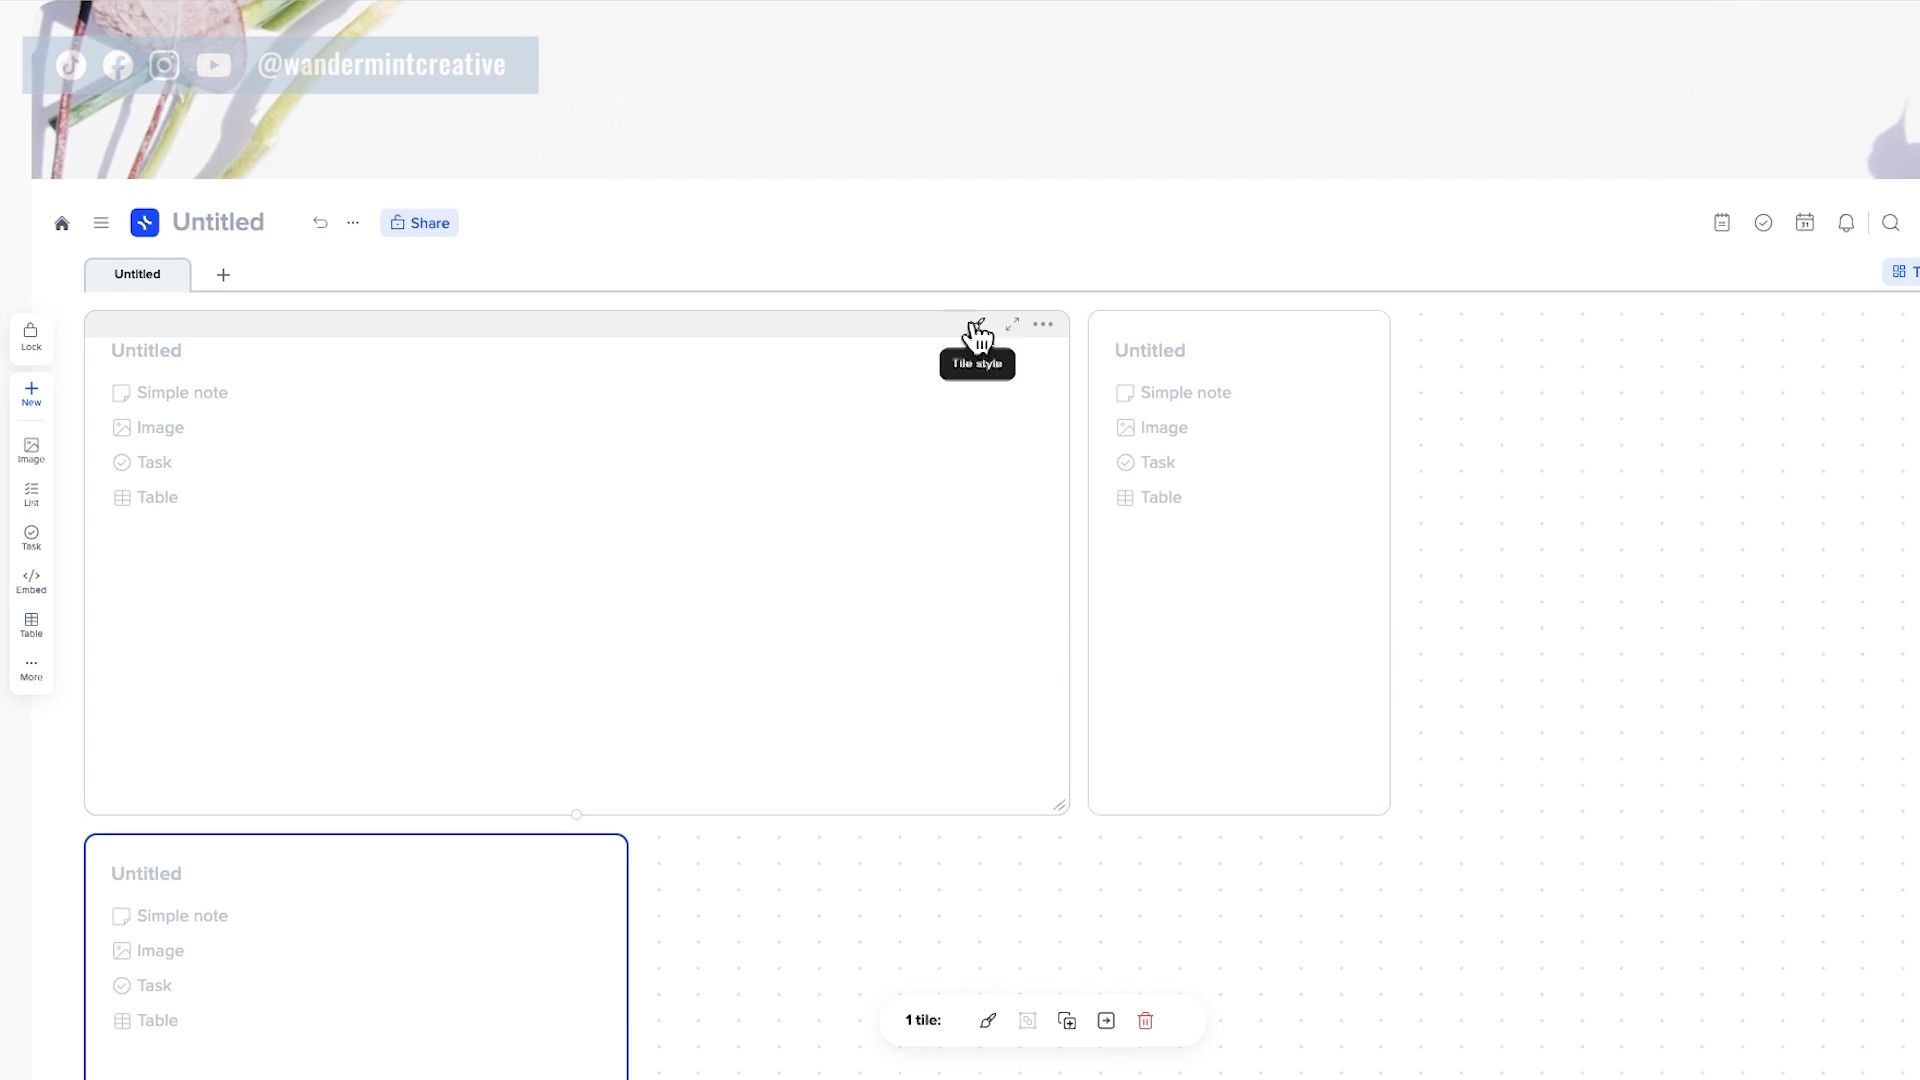 @wandermintcreative
Untitled
Share
Untitled
T
Lock
New
Image
List
Task
Embed
Table
More
Untitled
Simple note
Image
Task
Table
Tile style
Untitled
Simple note
Image
Task
Table
Untitled
Simple note
Image
Task
Table
1 tile:
31